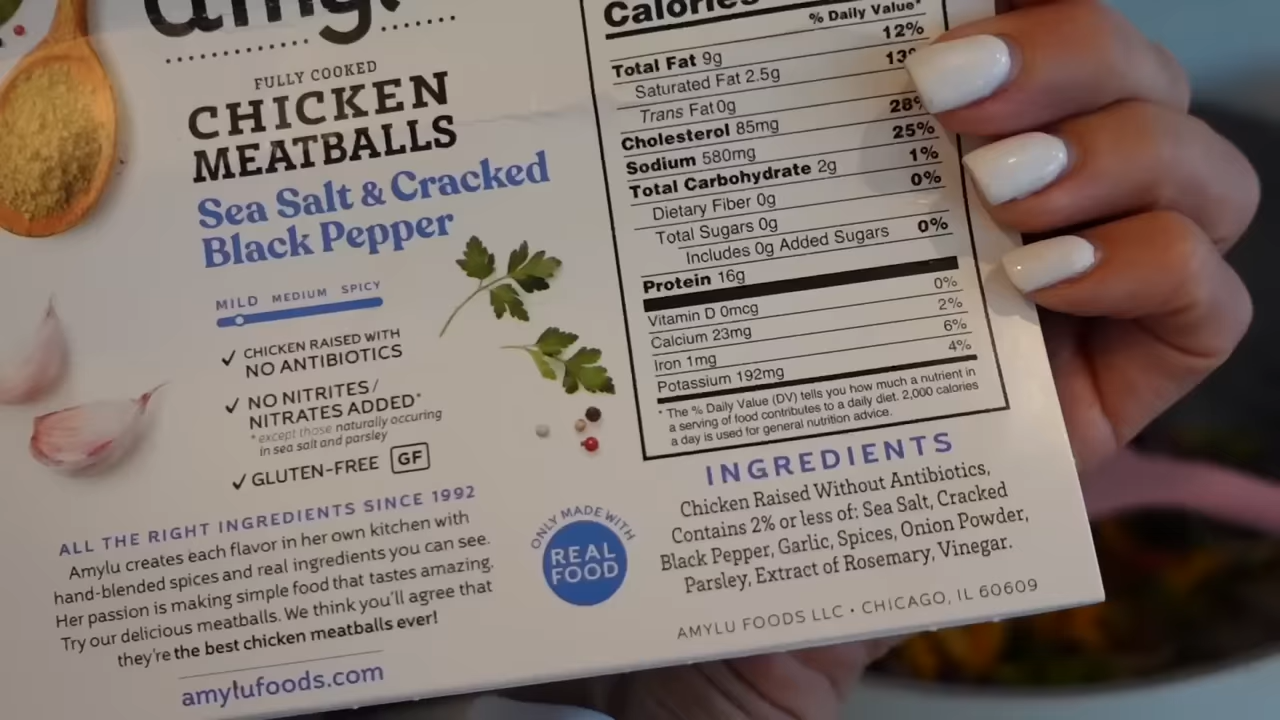 amylu
FULLY COOKED
CHICKEN
MEATBALLS
Sea Salt & Cracked
Black Pepper
MILD MEDIUM SPICY
✓ CHICKEN RAISED WITH
NO ANTIBIOTICS
✓ NO NITRITES/
NITRATES ADDED*
* except those naturally occuring
in sea salt and parsley
✓ GLUTEN-FREE GF
ALL THE RIGHT INGREDIENTS SINCE 1992
Amylu creates each flavor in her own kitchen with
hand-blended spices and real ingredients you can see.
Her passion is making simple food that tastes amazing.
Try our delicious meatballs. We think you'll agree that
they're the best chicken meatballs ever!
amylufoods.com
ONLY MADE WITH
REAL
FOOD
Calories
% Daily Value*
Total Fat 9g 12%
Saturated Fat 2.5g 13%
Trans Fat 0g
Cholesterol 85mg 28%
Sodium 580mg 25%
Total Carbohydrate 2g 1%
Dietary Fiber 0g 0%
Total Sugars 0g
Includes 0g Added Sugars 0%
Protein 16g
Vitamin D 0mcg 0%
Calcium 23mg 2%
Iron 1mg 6%
Potassium 192mg 4%
* The % Daily Value (DV) tells you how much a nutrient in
a serving of food contributes to a daily diet. 2,000 calories
a day is used for general nutrition advice.
INGREDIENTS
Chicken Raised Without Antibiotics,
Contains 2% or less of: Sea Salt, Cracked
Black Pepper, Garlic, Spices, Onion Powder,
Parsley, Extract of Rosemary, Vinegar.
AMYLU FOODS LLC • CHICAGO, IL 60609